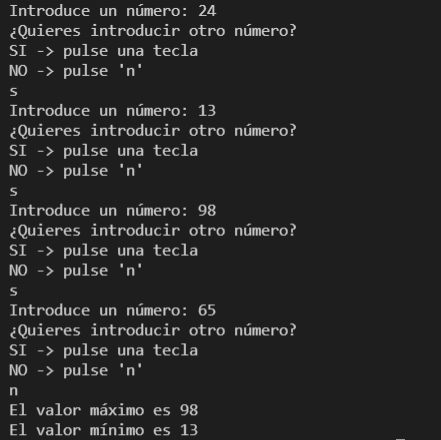 Introduce un número: 24
¿Quieres introducir otro número?
SI -> pulse una tecla
NO -> pulse 'n'
s
Introduce un número: 13
¿Quieres introducir otro número?
SI -> pulse una tecla
NO -> pulse 'n'
s
Introduce un número: 98
¿Quieres introducir otro número?
SI -> pulse una tecla
NO -> pulse 'n'
s
Introduce un número: 65
¿Quieres introducir otro número?
SI -> pulse una tecla
NO -> pulse 'n'
n
El valor máximo es 98
El valor mínimo es 13